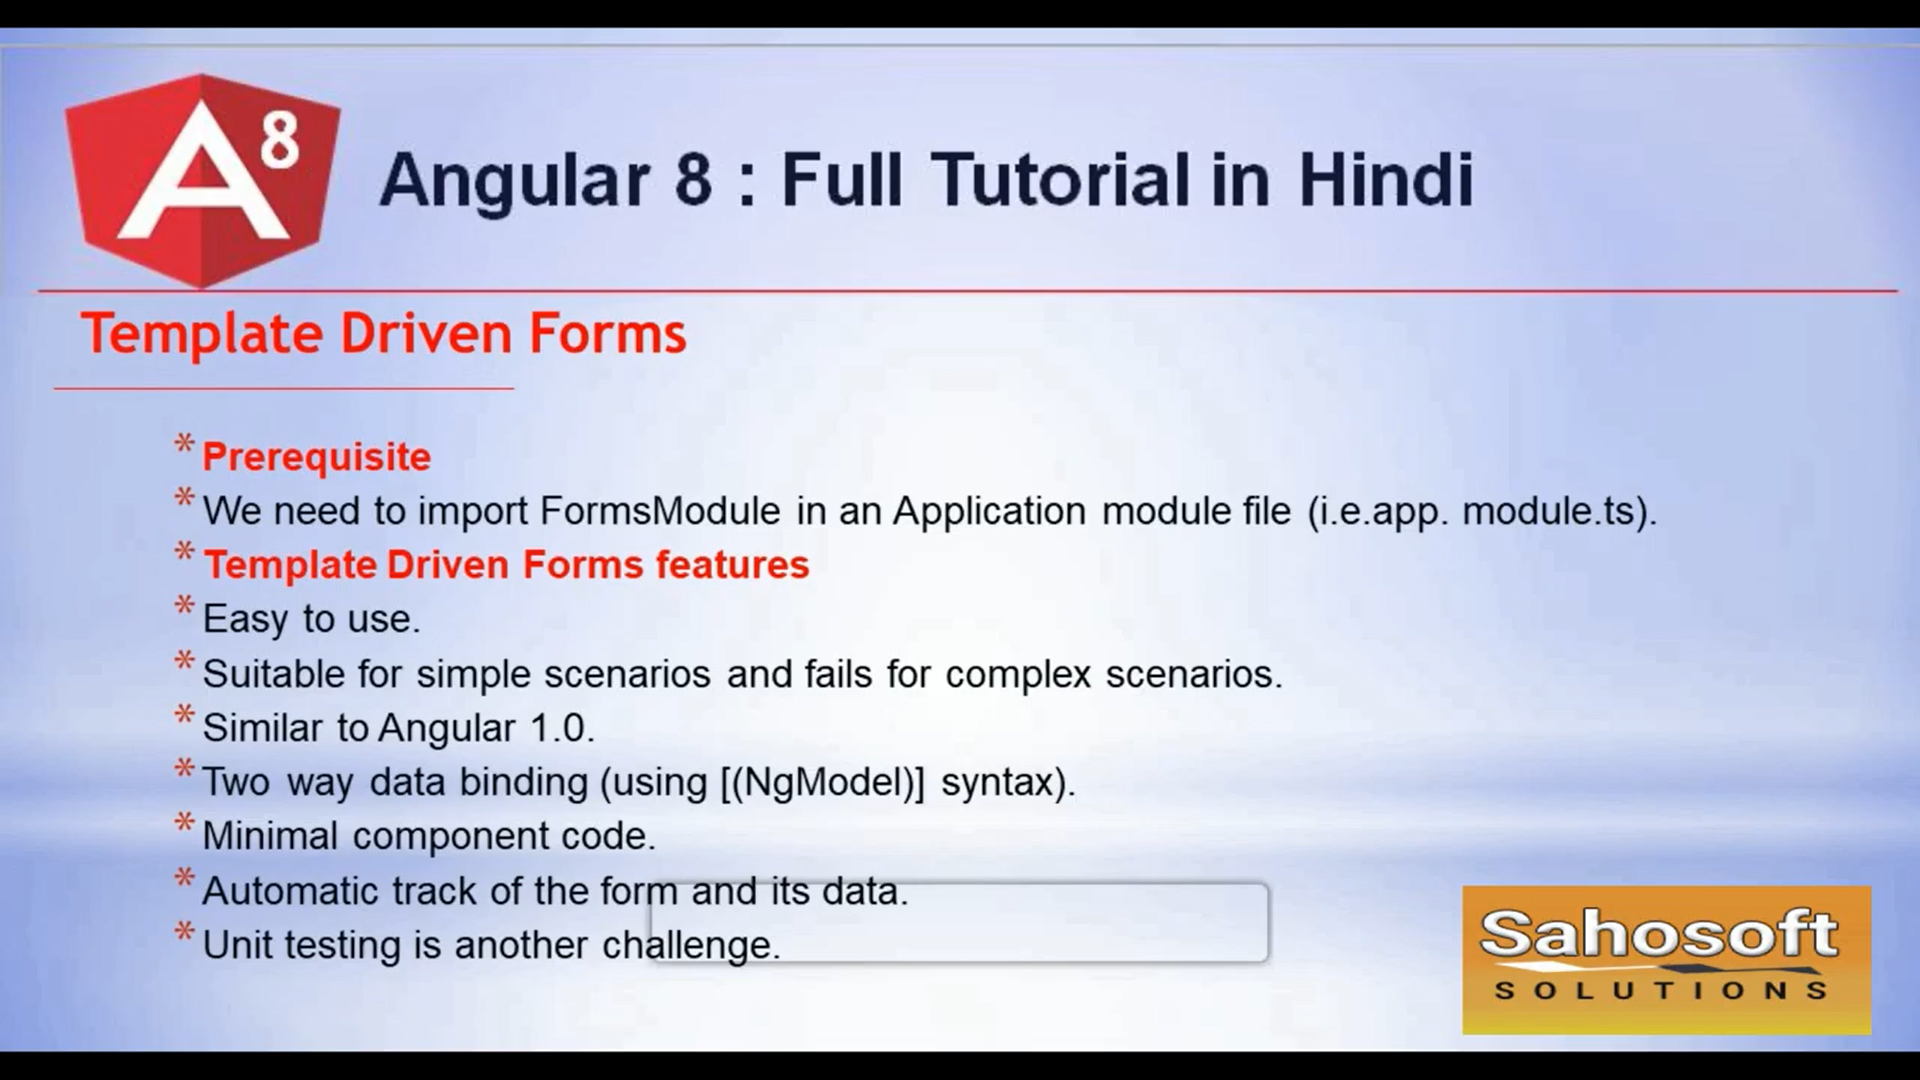 A8
Angular 8 : Full Tutorial in Hindi
Template Driven Forms
* Prerequisite
* We need to import FormsModule in an Application module file (i.e.app. module.ts).
* Template Driven Forms features
* Easy to use.
* Suitable for simple scenarios and fails for complex scenarios.
* Similar to Angular 1.0.
* Two way data binding (using [(NgModel)] syntax).
* Minimal component code.
* Automatic track of the form and its data.
* Unit testing is another challenge.
Sahosoft
SOLUTIONS